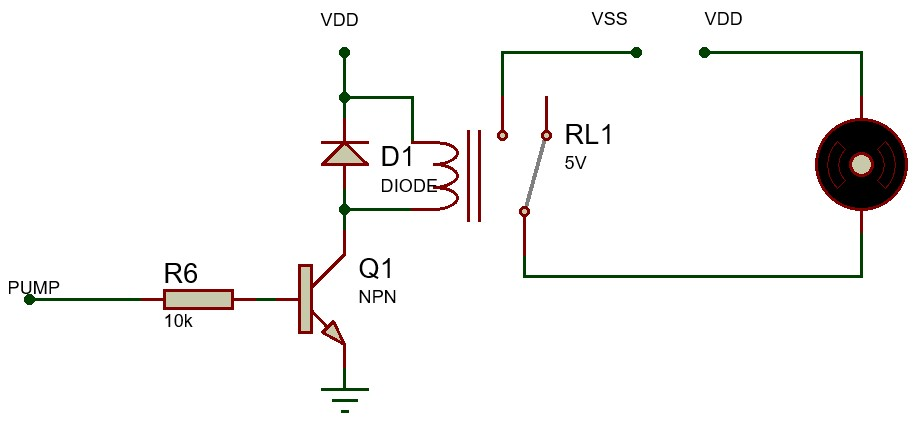 VDD
VSS
VDD
D1
DIODE
RL1
5V
Q1
NPN
PUMP
R6
10k